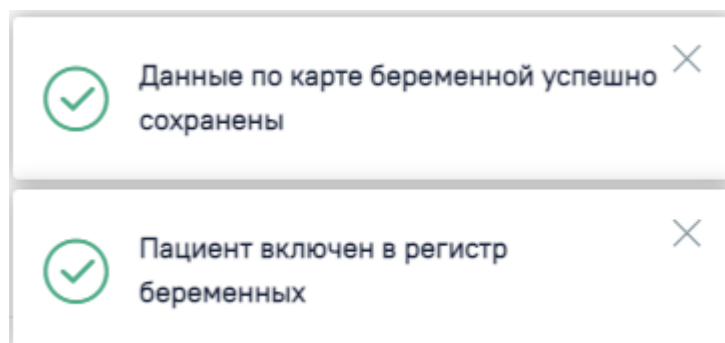 Данные по карте беременной успешно
сохранены
Пациент включен в регистр
беременных